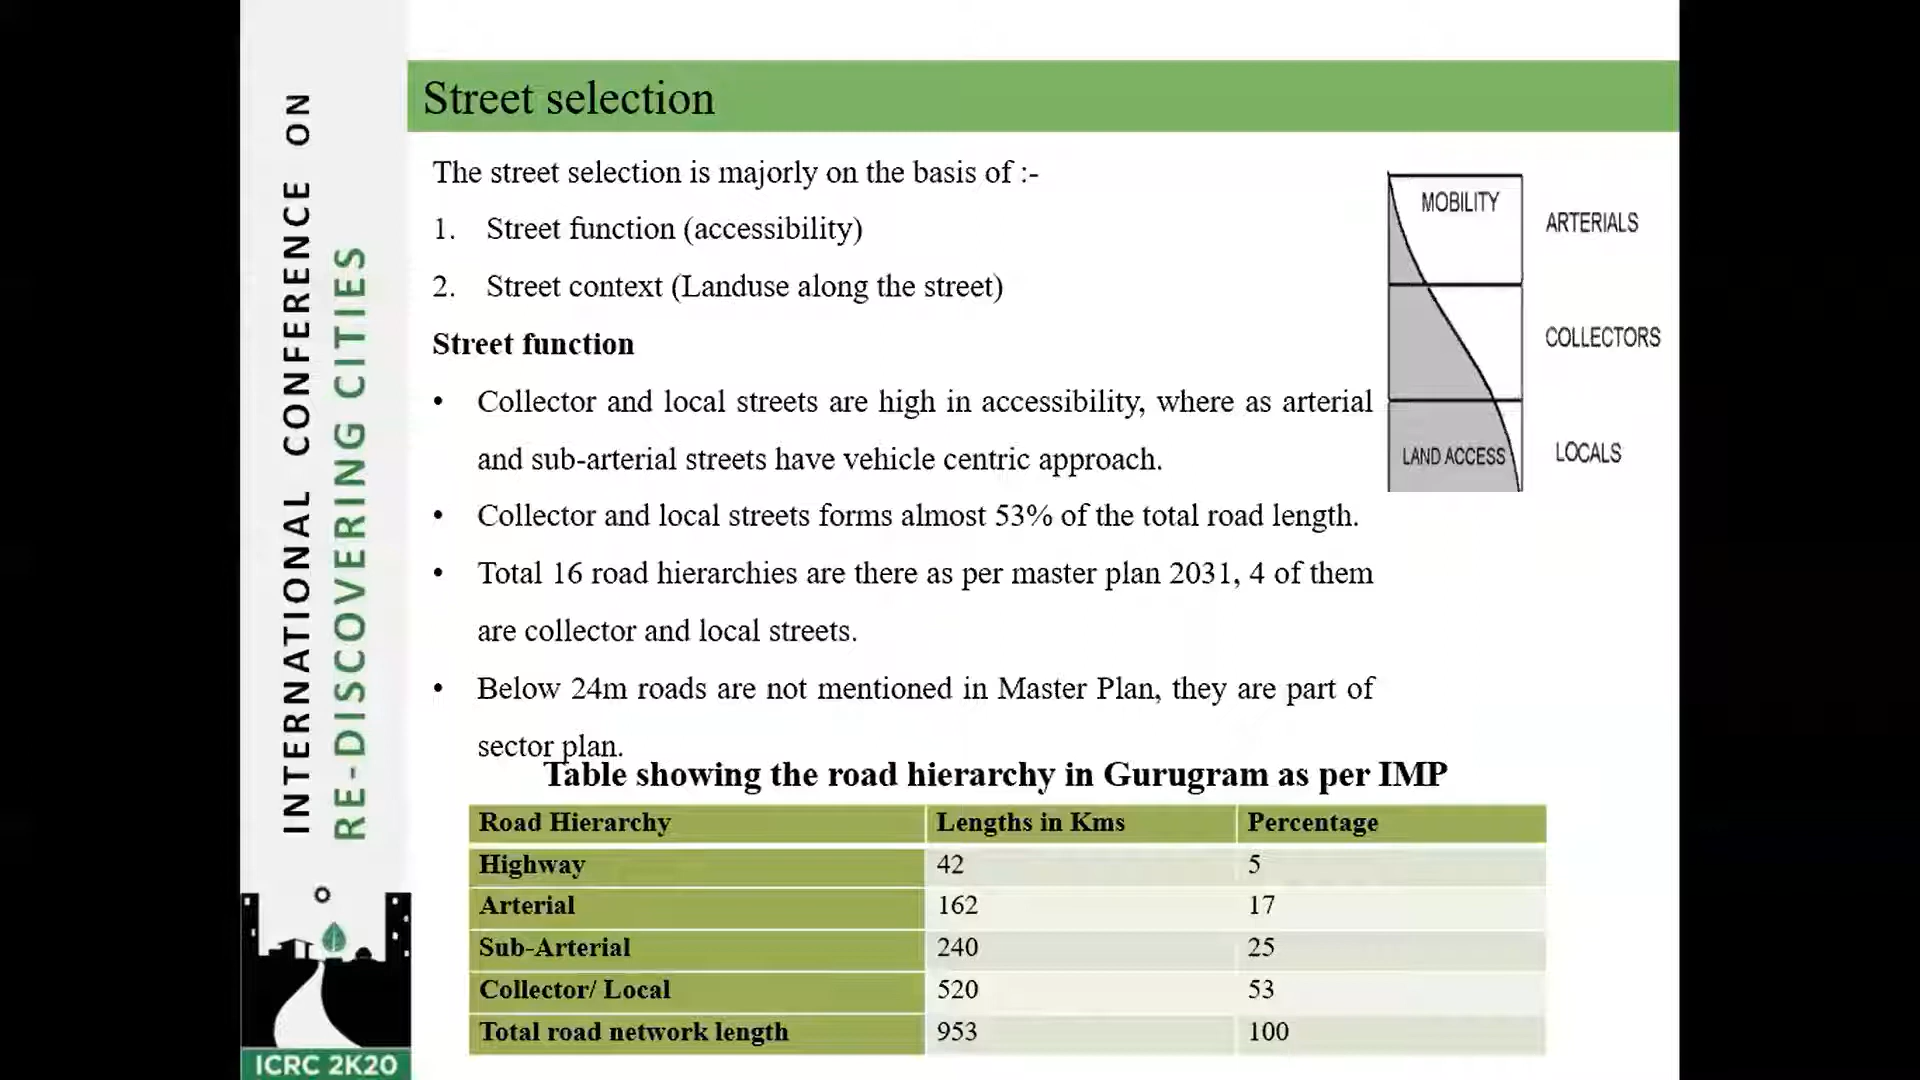 INTERNATIONAL CONFERENCE ON
RE-DISCOVERING CITIES
ICRC 2K20
Street selection
The street selection is majorly on the basis of :-
1. Street function (accessibility)
2. Street context (Landuse along the street)
Street function
• Collector and local streets are high in accessibility, where as arterial
and sub-arterial streets have vehicle centric approach.
• Collector and local streets forms almost 53% of the total road length.
• Total 16 road hierarchies are there as per master plan 2031, 4 of them
are collector and local streets.
• Below 24m roads are not mentioned in Master Plan, they are part of
sector plan.
MOBILITY
ARTERIALS
COLLECTORS
LAND ACCESS
LOCALS
Table showing the road hierarchy in Gurugram as per IMP
Road Hierarchy Lengths in Kms Percentage
Highway 42 5
Arterial 162 17
Sub-Arterial 240 25
Collector/ Local 520 53
Total road network length 953 100